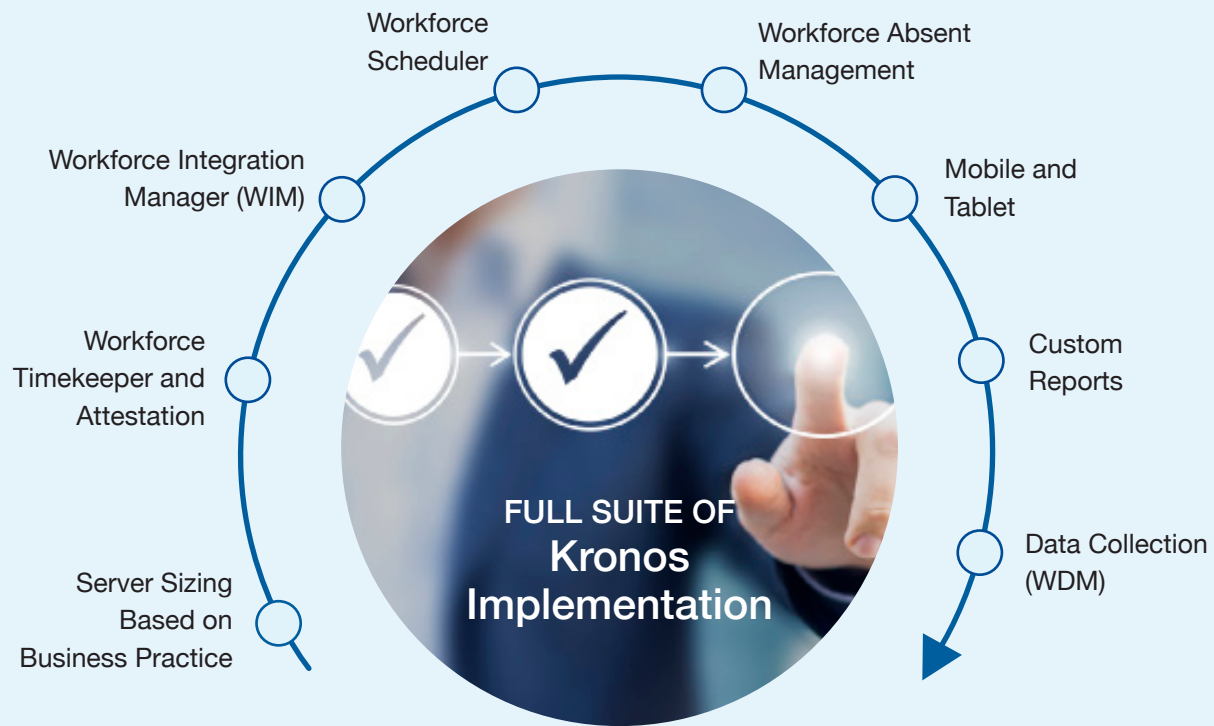 Workforce
Scheduler
Workforce Absent
Management
Workforce Integration
Manager (WIM)
Mobile and
Tablet
Workforce
Timekeeper and
Attestation
Custom
Reports
FULL SUITE OF
Kronos
Implementation
Data Collection
(WDM)
Server Sizing
Based on
Business Practice